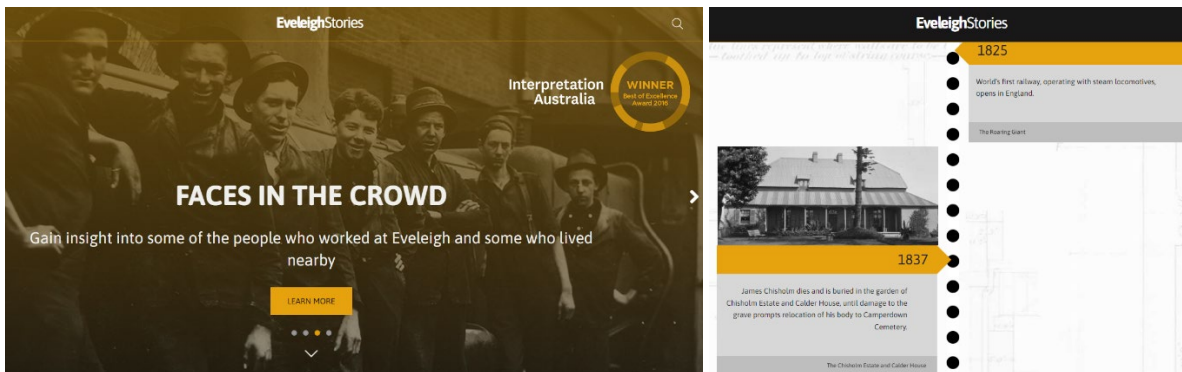 EveleighStories
Interpretation
Australia
WINNER
Best of Excellence
Award 2016
FACES IN THE CROWD
Gain insight into some of the people who worked at Eveleigh and some who lived
nearby
LEARN MORE
EveleighStories
1825
World's first railway, operating with steam locomotives,
opens in England.
The Roaring Giant
1837
James Chisholm dies and is buried in the garden of
Chisholm Estate and Calder House, until damage to the
grave prompts relocation of his body to Camperdown
Cemetery.
The Chisholm Estate and Calder House